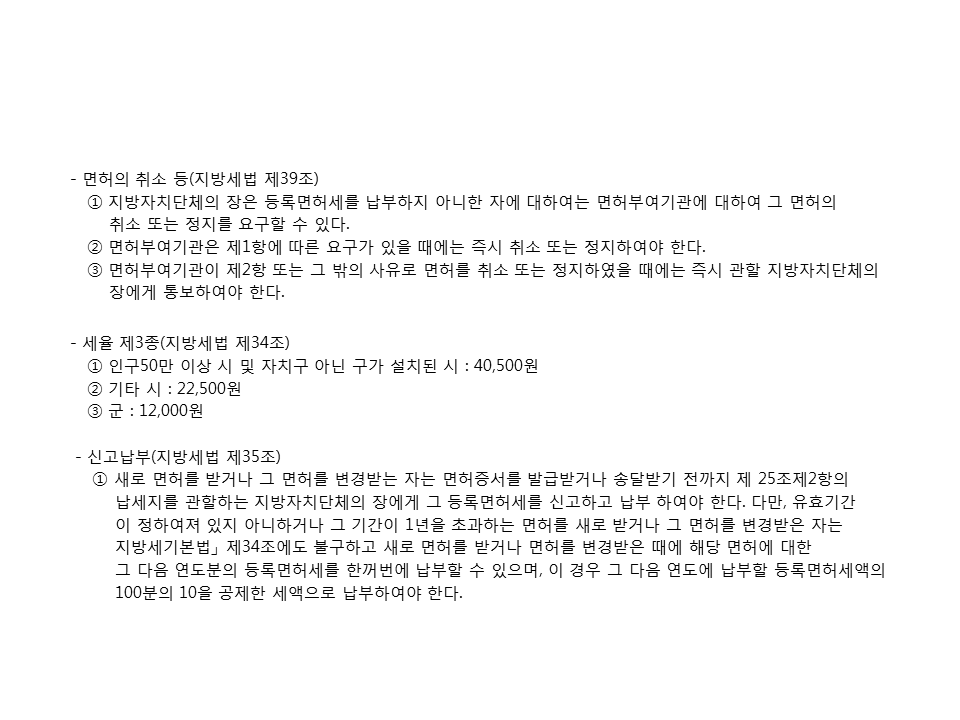 - 면허의 취소 등(지방세법 제39조)
① 지방자치단체의 장은 등록면허세를 납부하지 아니한 자에 대하여는 면허부여기관에 대하여 그 면허의
취소 또는 정지를 요구할 수 있다.
② 면허부여기관은 제1항에 따른 요구가 있을 때에는 즉시 취소 또는 정지하여야 한다.
③ 면허부여기관이 제2항 또는 그 밖의 사유로 면허를 취소 또는 정지하였을 때에는 즉시 관할 지방자치단체의
장에게 통보하여야 한다.
- 세율 제3종(지방세법 제34조)
① 인구50만 이상 시 및 자치구 아닌 구가 설치된 시 : 40,500원
② 기타 시 : 22,500원
③ 군 : 12,000원
- 신고납부(지방세법 제35조)
① 새로 면허를 받거나 그 면허를 변경받는 자는 면허증서를 발급받거나 송달받기 전까지 제 25조제2항의
납세지를 관할하는 지방자치단체의 장에게 그 등록면허세를 신고하고 납부 하여야 한다. 다만, 유효기간
이 정하여져 있지 아니하거나 그 기간이 1년을 초과하는 면허를 새로 받거나 그 면허를 변경받은 자는
지방세기본법」제34조에도 불구하고 새로 면허를 받거나 면허를 변경받은 때에 해당 면허에 대한
그 다음 연도분의 등록면허세를 한꺼번에 납부할 수 있으며, 이 경우 그 다음 연도에 납부할 등록면허세액의
100분의 10을 공제한 세액으로 납부하여야 한다.